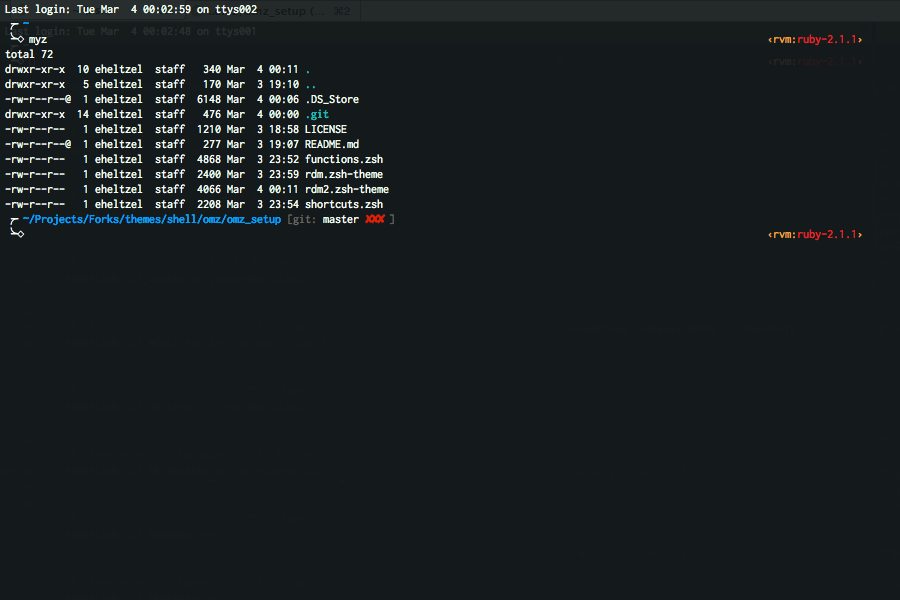 Last login: Tue Mar  4 00:02:59 on ttys002
~
myz ‹rvm:ruby-2.1.1›
total 72
drwxr-xr-x  10 eheltzel  staff   340 Mar  4 00:11 .
drwxr-xr-x   5 eheltzel  staff   170 Mar  3 19:10 ..
-rw-r--r--@  1 eheltzel  staff  6148 Mar  4 00:06 .DS_Store
drwxr-xr-x  14 eheltzel  staff   476 Mar  4 00:00 .git
-rw-r--r--   1 eheltzel  staff  1210 Mar  3 18:58 LICENSE
-rw-r--r--@  1 eheltzel  staff   277 Mar  3 19:07 README.md
-rw-r--r--   1 eheltzel  staff  4868 Mar  3 23:52 functions.zsh
-rw-r--r--   1 eheltzel  staff  2400 Mar  3 23:59 rdm.zsh-theme
-rw-r--r--   1 eheltzel  staff  4066 Mar  4 00:11 rdm2.zsh-theme
-rw-r--r--   1 eheltzel  staff  2208 Mar  3 23:54 shortcuts.zsh
~/Projects/Forks/themes/shell/omz/omz_setup [git: master ✘✘✘ ]
‹rvm:ruby-2.1.1›